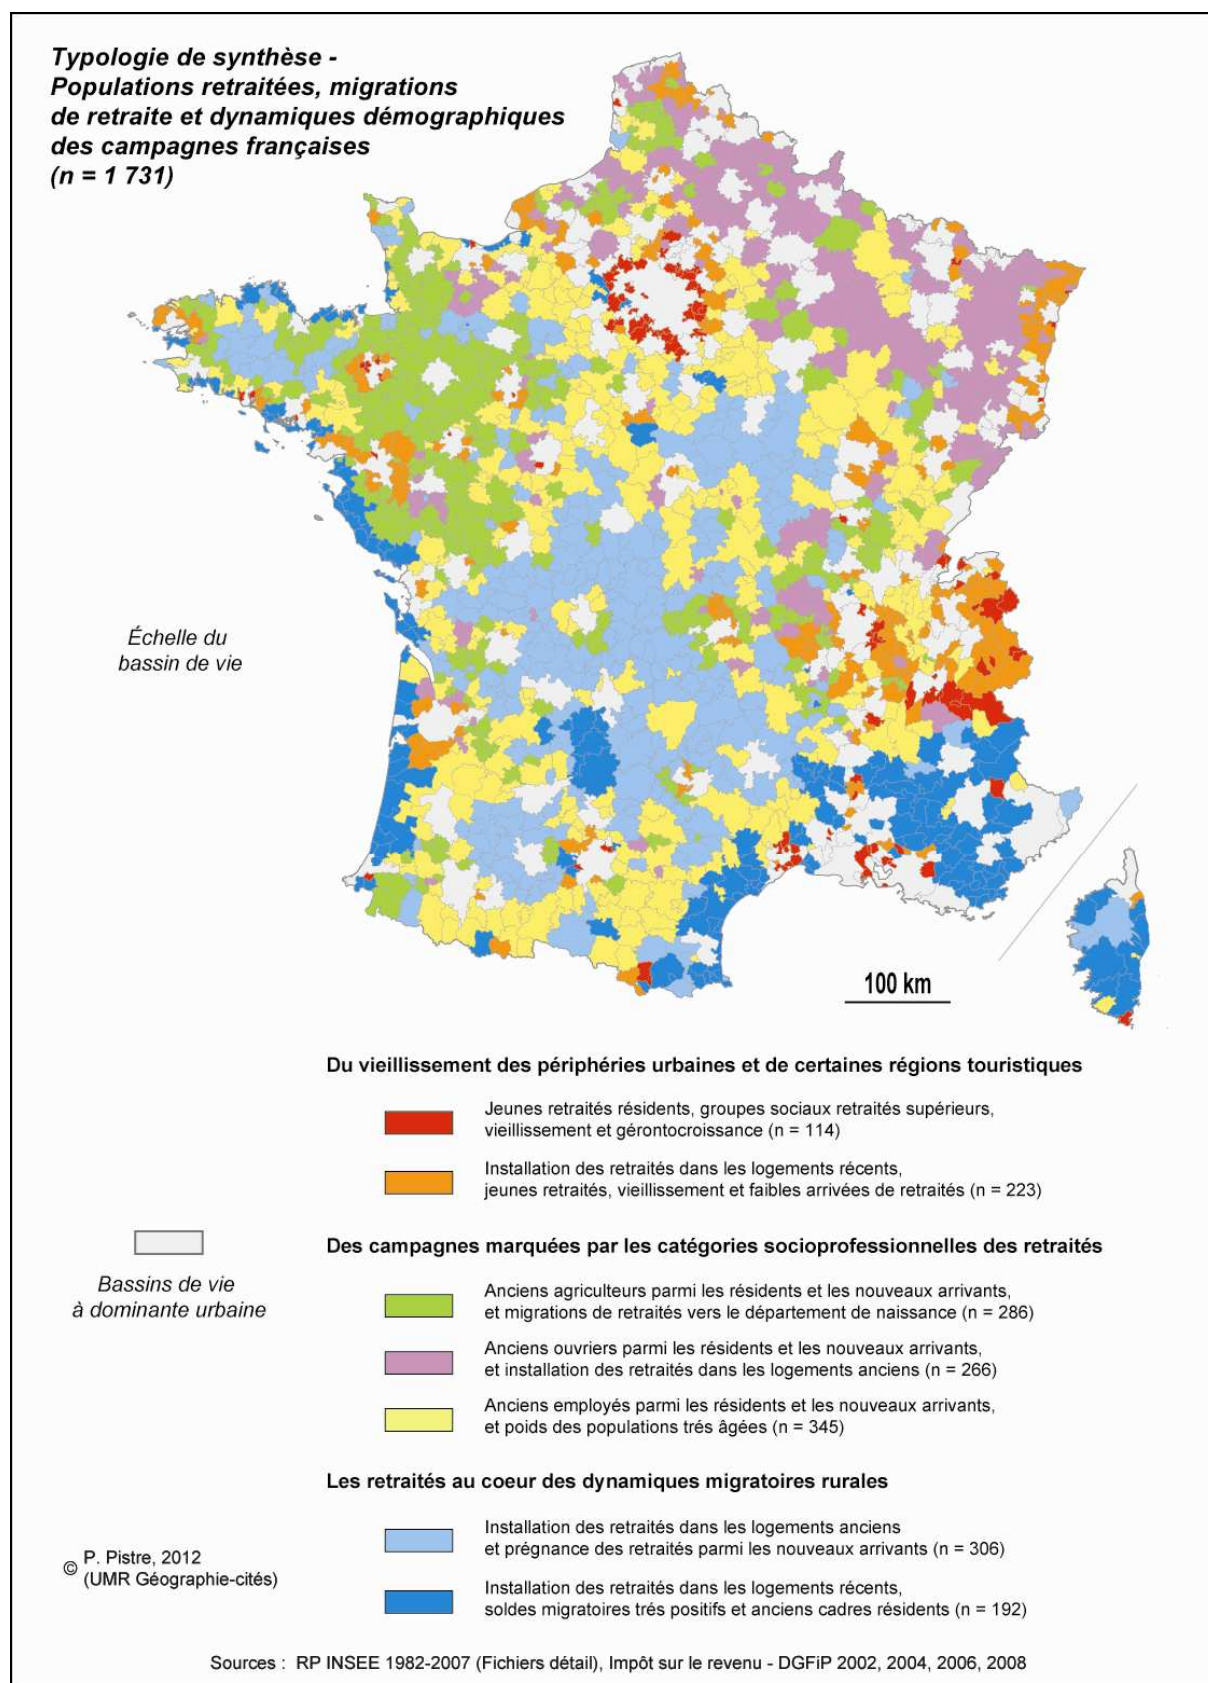 Typologie de synthèse -
Populations retraitées, migrations
de retraite et dynamiques démographiques
des campagnes françaises
(n = 1 731)
Échelle du
bassin de vie
100 km
Du vieillissement des périphéries urbaines et de certaines régions touristiques
Jeunes retraités résidents, groupes sociaux retraités supérieurs,
vieillissement et gérontocroissance (n = 114)
Installation des retraités dans les logements récents,
jeunes retraités, vieillissement et faibles arrivées de retraités (n = 223)
Bassins de vie
à dominante urbaine
Des campagnes marquées par les catégories socioprofessionnelles des retraités
Anciens agriculteurs parmi les résidents et les nouveaux arrivants,
et migrations de retraités vers le département de naissance (n = 286)
Anciens ouvriers parmi les résidents et les nouveaux arrivants,
et installation des retraités dans les logements anciens (n = 266)
Anciens employés parmi les résidents et les nouveaux arrivants,
et poids des populations trés âgées (n = 345)
Les retraités au coeur des dynamiques migratoires rurales
Installation des retraités dans les logements anciens
et prégnance des retraités parmi les nouveaux arrivants (n = 306)
Installation des retraités dans les logements récents,
soldes migratoires trés positifs et anciens cadres résidents (n = 192)
© P. Pistre, 2012
(UMR Géographie-cités)
Sources : RP INSEE 1982-2007 (Fichiers détail), Impôt sur le revenu - DGFiP 2002, 2004, 2006, 2008